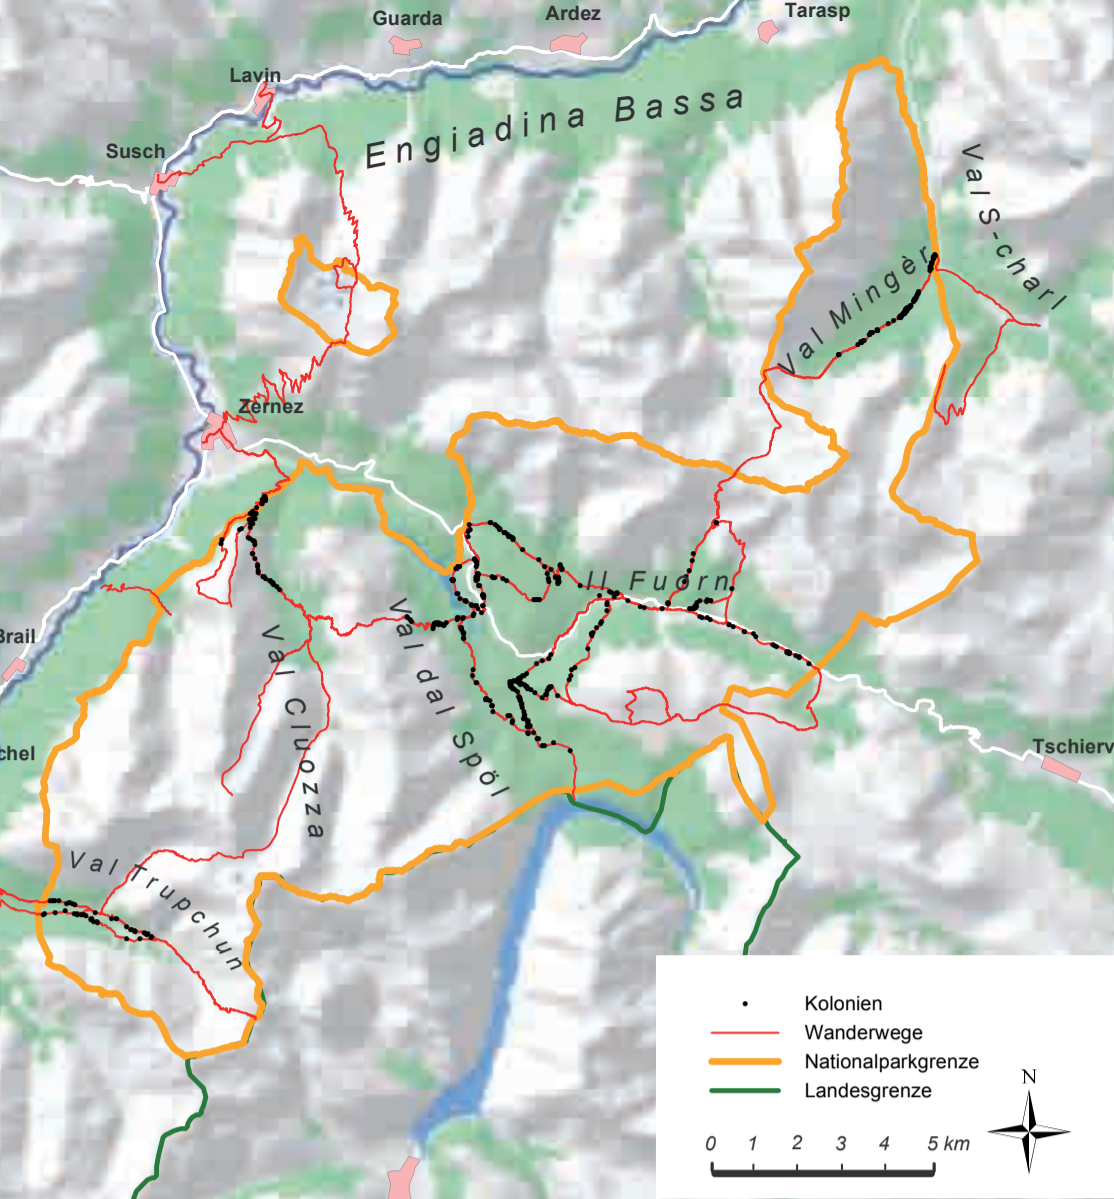 Guarda
Ardez
Tarasp
Lavin
Engiadina Bassa
Susch
Val S-charl
Val Mingèr
Zernez
Il Fuorn
Brail
Val Cluozza
Val dal Spöl
chel
Tschierv
Val Trupchun
Kolonien
Wanderwege
Nationalparkgrenze
Landesgrenze
N
0 1 2 3 4 5 km